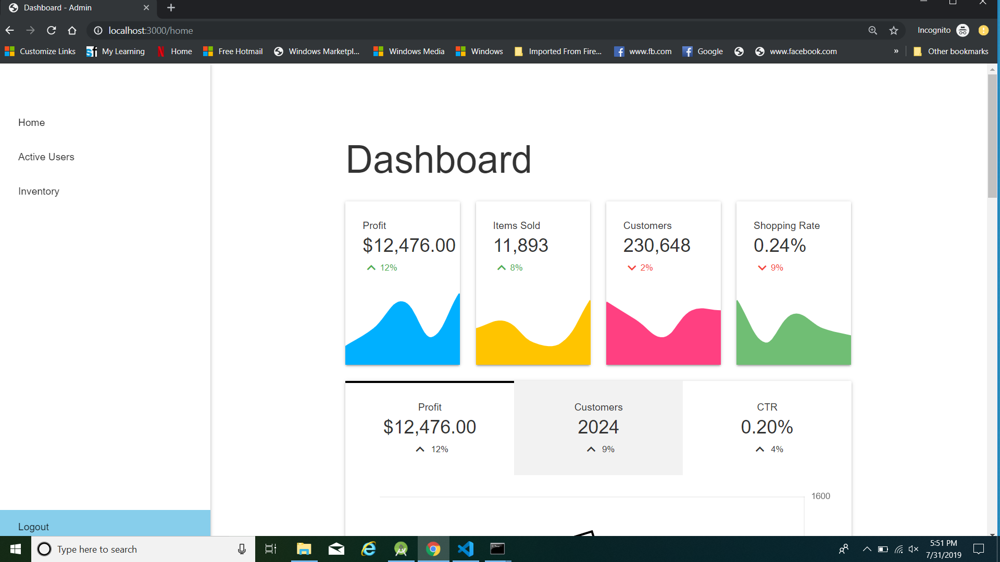 Dashboard - Admin
localhost:3000/home
Incognito
Customize Links
My Learning
Home
Free Hotmail
Windows Marketpl...
Windows Media
Windows
Imported From Fire...
www.fb.com
Google
www.facebook.com
»
Other bookmarks
Home
Active Users
Inventory
Logout
Dashboard
Profit
$12,476.00
12%
Items Sold
11,893
8%
Customers
230,648
2%
Shopping Rate
0.24%
9%
Profit
$12,476.00
12%
Customers
2024
9%
CTR
0.20%
4%
1600
Type here to search
5:51 PM
7/31/2019